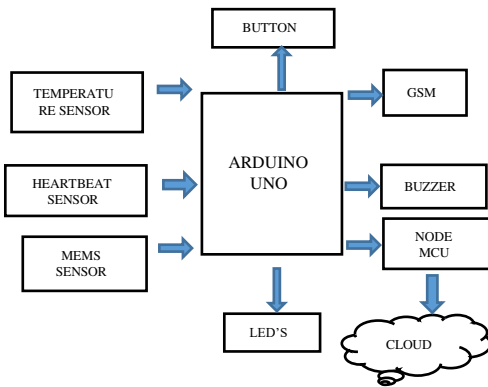 BUTTON
TEMPERATU
RE SENSOR
GSM
ARDUINO
UNO
HEARTBEAT
SENSOR
BUZZER
MEMS
SENSOR
NODE
MCU
LED'S
CLOUD